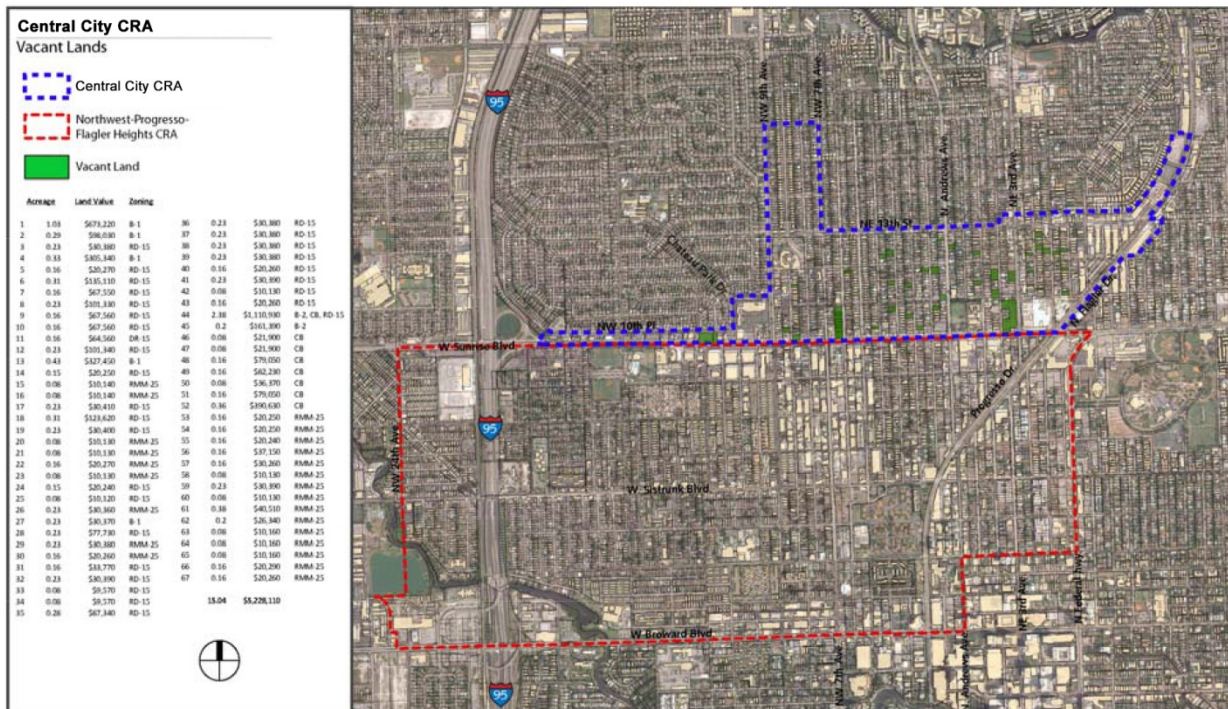 Central City CRA
Vacant Lands
Central City CRA
Northwest-Progresso-
Flagler Heights CRA
Vacant Land
Acreage Land Value Zoning
1 1.03 $673,220 B-1
2 0.29 $98,030 B-1
3 0.23 $30,380 RD-15
4 0.33 $305,340 B-1
5 0.16 $20,270 RD-15
6 0.31 $135,110 RD-15
7 0.16 $67,550 RD-15
8 0.23 $101,330 RD-15
9 0.16 $67,560 RD-15
10 0.16 $67,560 RD-15
11 0.16 $64,560 DR-15
12 0.23 $101,340 RD-15
13 0.43 $327,450 B-1
14 0.15 $20,250 RD-15
15 0.08 $10,140 RMM-25
16 0.08 $10,140 RMM-25
17 0.23 $30,410 RD-15
18 0.31 $123,620 RD-15
19 0.23 $30,400 RD-15
20 0.08 $10,130 RMM-25
21 0.08 $10,130 RMM-25
22 0.16 $20,270 RMM-25
23 0.08 $10,130 RMM-25
24 0.15 $20,240 RD-15
25 0.08 $10,120 RD-15
26 0.23 $30,360 RMM-25
27 0.23 $30,370 B-1
28 0.23 $77,730 RD-15
29 0.23 $30,380 RMM-25
30 0.16 $20,260 RMM-25
31 0.16 $33,770 RD-15
32 0.23 $30,390 RD-15
33 0.08 $9,570 RD-15
34 0.08 $9,570 RD-15
35 0.28 $67,340 RD-15
36 0.23 $30,380 RD-15
37 0.23 $30,380 RD-15
38 0.23 $30,380 RD-15
39 0.23 $30,380 RD-15
40 0.16 $20,260 RD-15
41 0.23 $30,390 RD-15
42 0.08 $10,130 RD-15
43 0.16 $20,260 RD-15
44 2.38 $1,110,930 B-2, CB, RD-15
45 0.2 $161,390 B-2
46 0.08 $21,900 CB
47 0.08 $21,900 CB
48 0.16 $79,050 CB
49 0.16 $62,230 CB
50 0.08 $36,370 CB
51 0.16 $79,050 CB
52 0.36 $390,630 CB
53 0.16 $20,250 RMM-25
54 0.16 $20,250 RMM-25
55 0.16 $20,240 RMM-25
56 0.16 $37,150 RMM-25
57 0.16 $30,260 RMM-25
58 0.08 $10,130 RMM-25
59 0.23 $30,390 RMM-25
60 0.08 $10,130 RMM-25
61 0.38 $40,510 RMM-25
62 0.2 $26,340 RMM-25
63 0.08 $10,160 RMM-25
64 0.08 $10,160 RMM-25
65 0.08 $10,160 RMM-25
66 0.16 $20,290 RMM-25
67 0.16 $20,260 RMM-25
15.04 $5,228,110
95
NW 9th Ave.
NW 7th Ave.
N. Andrews Ave.
NE 3rd Ave.
NE 13th St
Chateau Park Dr
NW 10th Pl
W Sunrise Blvd
N. Flagler Dr.
Progresso Dr
95
NW 24th Ave
W. Sistrunk Blvd
N Federal Hwy
W Broward Blvd
NW 7th Ave
N. Andrews Ave
NE 3rd Ave
95